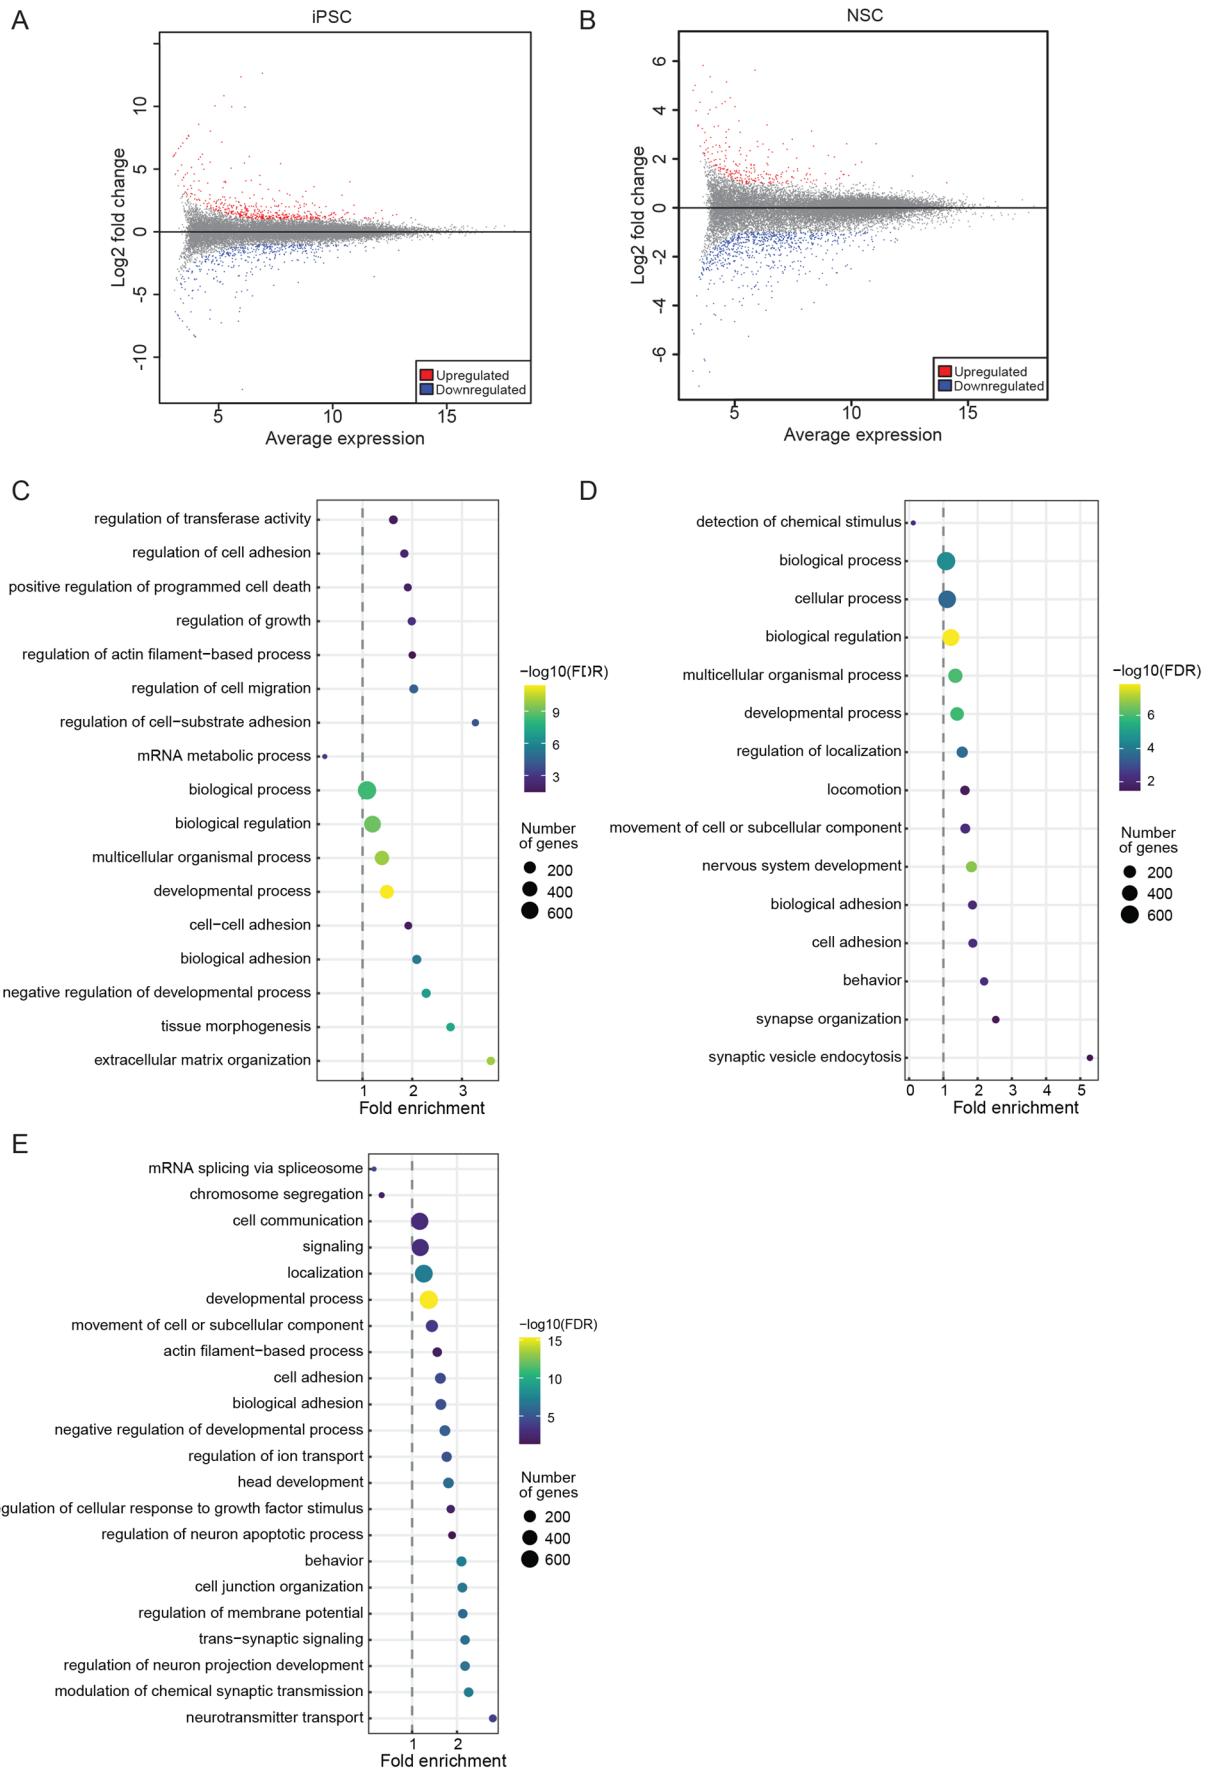 A
iPSC
Log2 fold change
10
5
0
-5
-10
Upregulated
Downregulated
5
10
15
Average expression
B
NSC
Log2 fold change
6
4
2
0
-2
-4
-6
Upregulated
Downregulated
5
10
15
Average expression
C
regulation of transferase activity
regulation of cell adhesion
positive regulation of programmed cell death
regulation of growth
regulation of actin filament−based process
regulation of cell migration
regulation of cell−substrate adhesion
mRNA metabolic process
biological process
biological regulation
multicellular organismal process
developmental process
cell−cell adhesion
biological adhesion
negative regulation of developmental process
tissue morphogenesis
extracellular matrix organization
1
2
3
Fold enrichment
−log10(FDR)
9
6
3
Number
of genes
200
400
600
D
detection of chemical stimulus
biological process
cellular process
biological regulation
multicellular organismal process
developmental process
regulation of localization
locomotion
movement of cell or subcellular component
nervous system development
biological adhesion
cell adhesion
behavior
synapse organization
synaptic vesicle endocytosis
0
1
2
3
4
5
Fold enrichment
−log10(FDR)
6
4
2
Number
of genes
200
400
600
E
mRNA splicing via spliceosome
chromosome segregation
cell communication
signaling
localization
developmental process
movement of cell or subcellular component
actin filament−based process
cell adhesion
biological adhesion
negative regulation of developmental process
regulation of ion transport
head development
gulation of cellular response to growth factor stimulus
regulation of neuron apoptotic process
behavior
cell junction organization
regulation of membrane potential
trans−synaptic signaling
regulation of neuron projection development
modulation of chemical synaptic transmission
neurotransmitter transport
1
2
Fold enrichment
−log10(FDR)
15
10
5
Number
of genes
200
400
600